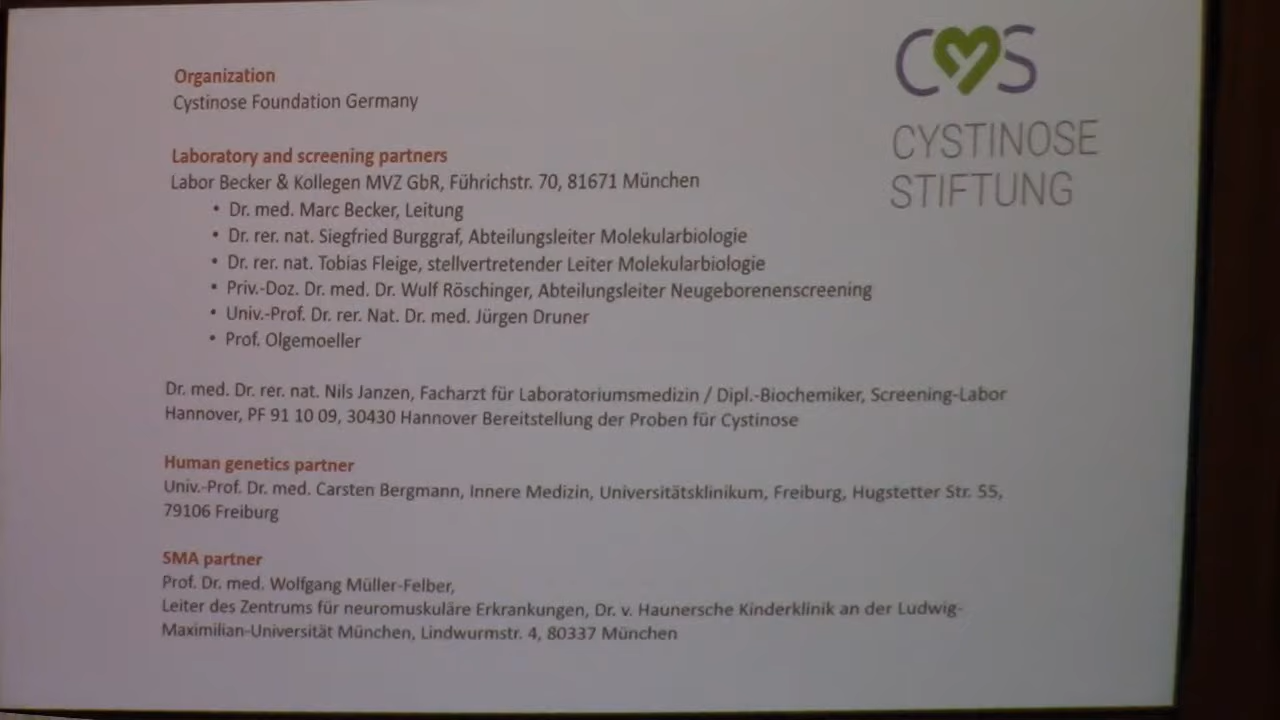 Organization
Cystinose Foundation Germany
Laboratory and screening partners
Labor Becker & Kollegen MVZ GbR, Führichstr. 70, 81671 München
• Dr. med. Marc Becker, Leitung
• Dr. rer. nat. Siegfried Burggraf, Abteilungsleiter Molekularbiologie
• Dr. rer. nat. Tobias Fleige, stellvertretender Leiter Molekularbiologie
• Priv.-Doz. Dr. med. Dr. Wulf Röschinger, Abteilungsleiter Neugeborenenscreening
• Univ.-Prof. Dr. rer. Nat. Dr. med. Jürgen Druner
• Prof. Olgemoeller
Dr. med. Dr. rer. nat. Nils Janzen, Facharzt für Laboratoriumsmedizin / Dipl.-Biochemiker, Screening-Labor
Hannover, PF 91 10 09, 30430 Hannover Bereitstellung der Proben für Cystinose
Human genetics partner
Univ.-Prof. Dr. med. Carsten Bergmann, Innere Medizin, Universitätsklinikum, Freiburg, Hugstetter Str. 55,
79106 Freiburg
SMA partner
Prof. Dr. med. Wolfgang Müller-Felber,
Leiter des Zentrums für neuromuskuläre Erkrankungen, Dr. v. Haunersche Kinderklinik an der Ludwig-
Maximilian-Universität München, Lindwurmstr. 4, 80337 München
CYS
CYSTINOSE
STIFTUNG